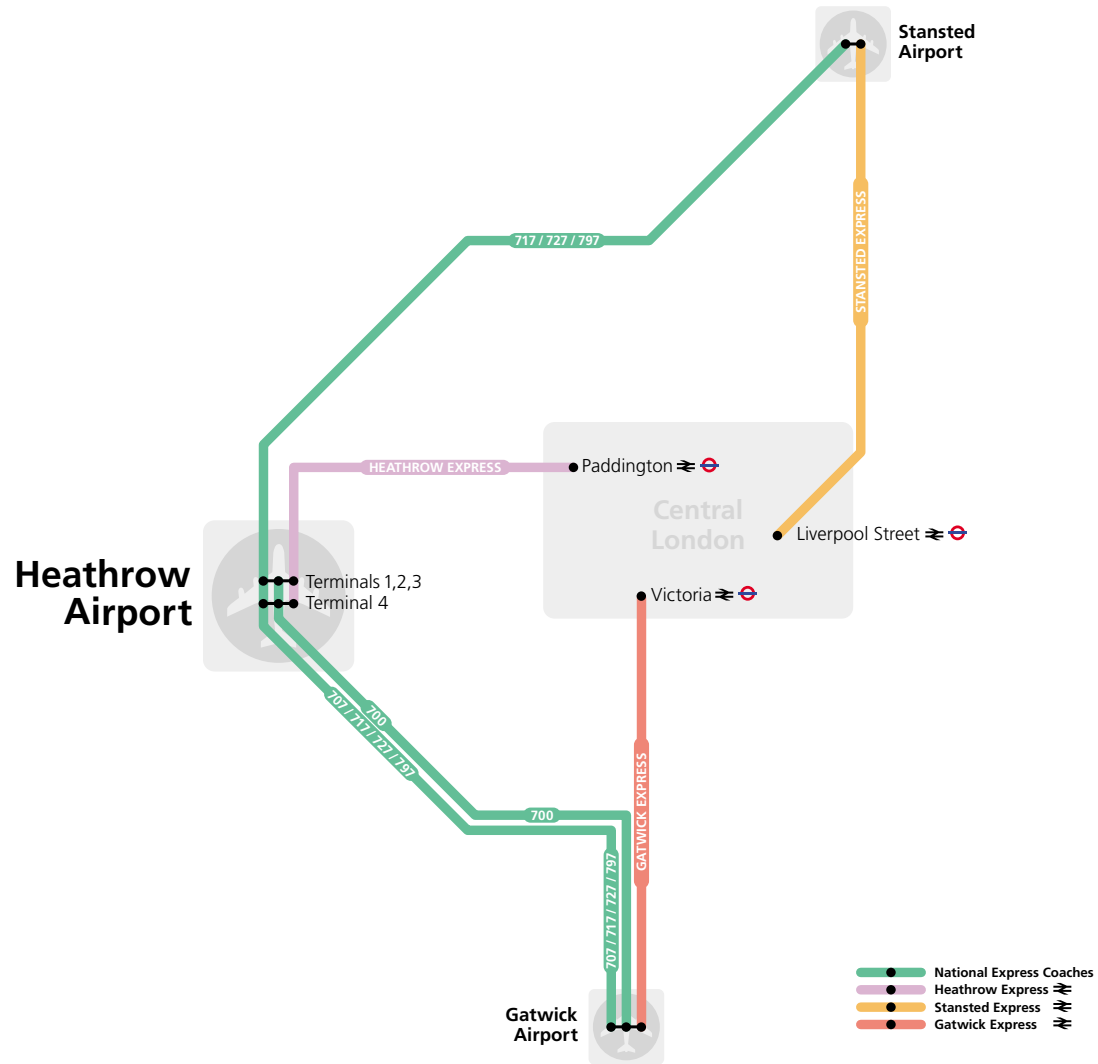 Stansted
Airport
717 / 727 / 797
STANSTED EXPRESS
HEATHROW EXPRESS
Paddington
Central
London
Liverpool Street
Heathrow
Airport
Terminals 1,2,3
Terminal 4
Victoria
700
707 / 717 / 727 / 797
700
GATWICK EXPRESS
707 / 717 / 727 / 797
Gatwick
Airport
National Express Coaches
Heathrow Express
Stansted Express
Gatwick Express